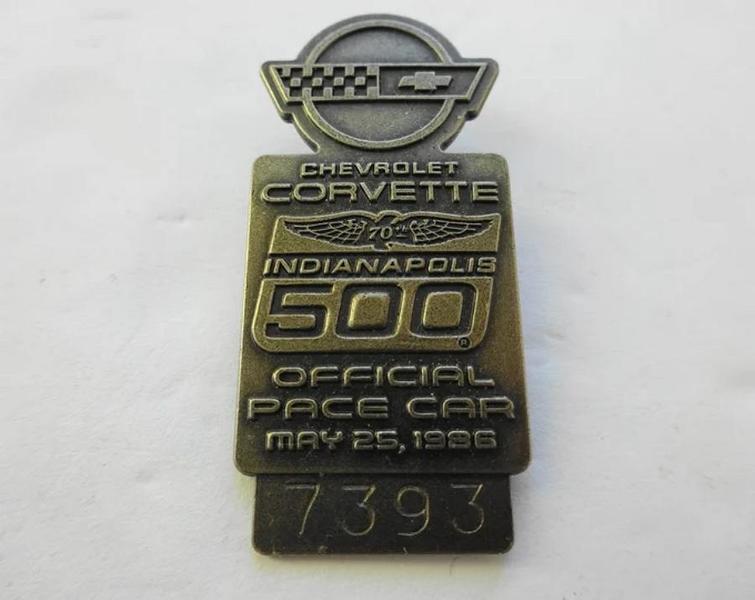 CHEVROLET
CORVETTE
70th
INDIANAPOLIS
500®
OFFICIAL
PACE CAR
MAY 25, 1986
7393